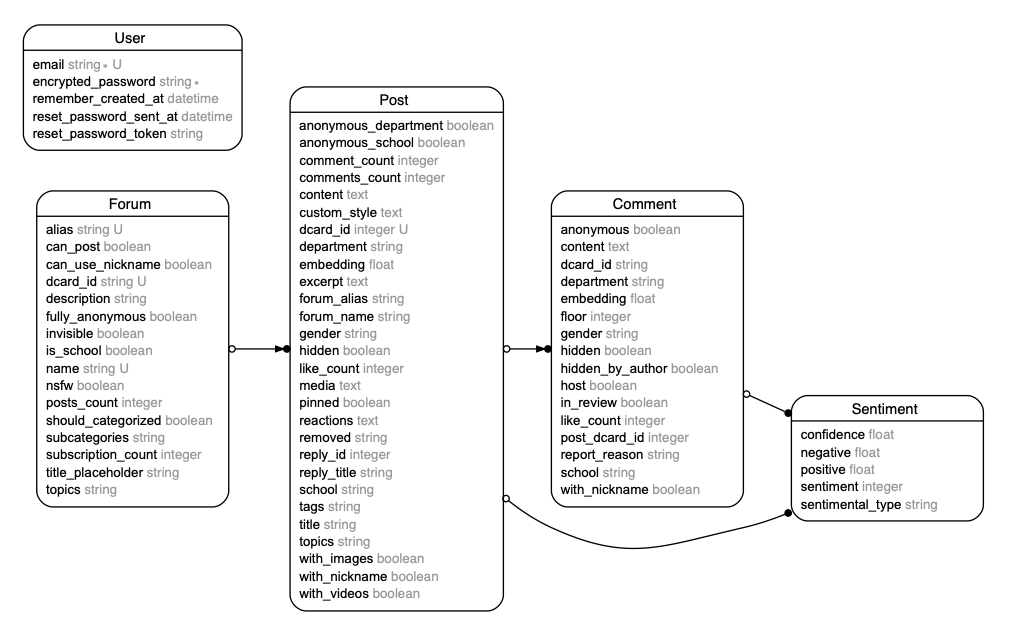 User
email string * U
encrypted_password string *
remember_created_at datetime
reset_password_sent_at datetime
reset_password_token string
Forum
alias string U
can_post boolean
can_use_nickname boolean
dcard_id string U
description string
fully_anonymous boolean
invisible boolean
is_school boolean
name string U
nsfw boolean
posts_count integer
should_categorized boolean
subcategories string
subscription_count integer
title_placeholder string
topics string
Post
anonymous_department boolean
anonymous_school boolean
comment_count integer
comments_count integer
content text
custom_style text
dcard_id integer U
department string
embedding float
excerpt text
forum_alias string
forum_name string
gender string
hidden boolean
like_count integer
media text
pinned boolean
reactions text
removed string
reply_id integer
reply_title string
school string
tags string
title string
topics string
with_images boolean
with_nickname boolean
with_videos boolean
Comment
anonymous boolean
content text
dcard_id string
department string
embedding float
floor integer
gender string
hidden boolean
hidden_by_author boolean
host boolean
in_review boolean
like_count integer
post_dcard_id integer
report_reason string
school string
with_nickname boolean
Sentiment
confidence float
negative float
positive float
sentiment integer
sentimental_type string